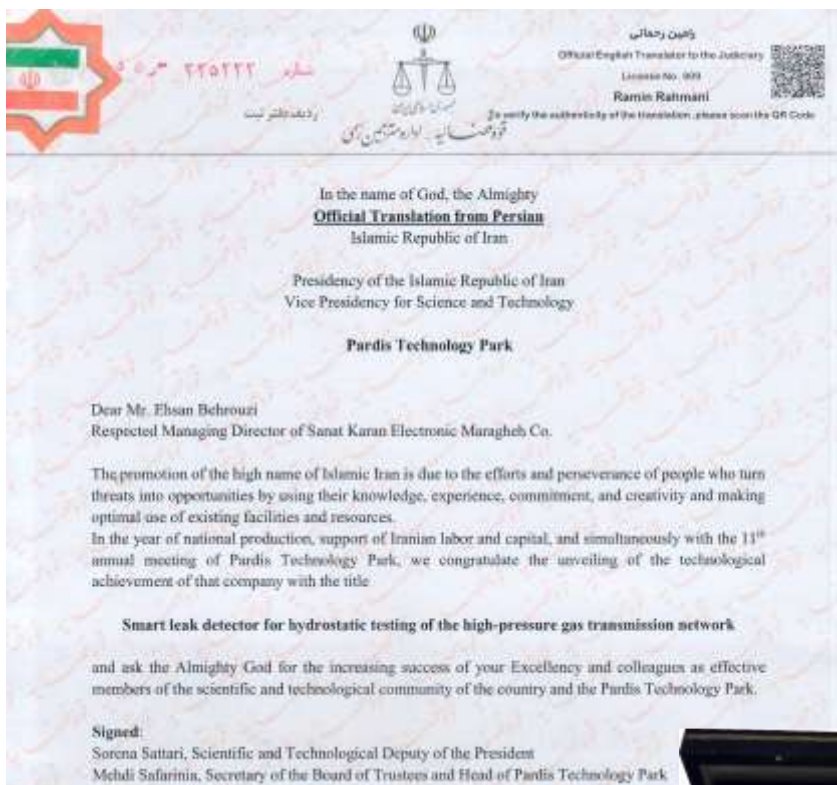 رامین رحمانی
Official English Translator to the Judiciary
License No. 999
شماره ۲۲۵۲۲۲
Ramin Rahmani
ردیف دفتر ثبت
To verify the authenticity of the translation, please scan the QR Code
قوه قضائیه - اداره مترجمین رسمی
In the name of God, the Almighty
Official Translation from Persian
Islamic Republic of Iran
Presidency of the Islamic Republic of Iran
Vice Presidency for Science and Technology
Pardis Technology Park
Dear Mr. Ehsan Behrouzi
Respected Managing Director of Sanat Karan Electronic Maragheh Co.
The promotion of the high name of Islamic Iran is due to the efforts and perseverance of people who turn
threats into opportunities by using their knowledge, experience, commitment, and creativity and making
optimal use of existing facilities and resources.
In the year of national production, support of Iranian labor and capital, and simultaneously with the 11th
annual meeting of Pardis Technology Park, we congratulate the unveiling of the technological
achievement of that company with the title
Smart leak detector for hydrostatic testing of the high-pressure gas transmission network
and ask the Almighty God for the increasing success of your Excellency and colleagues as effective
members of the scientific and technological community of the country and the Pardis Technology Park.
Signed:
Sorena Sattari, Scientific and Technological Deputy of the President
Mehdi Safarinia, Secretary of the Board of Trustees and Head of Pardis Technology Park